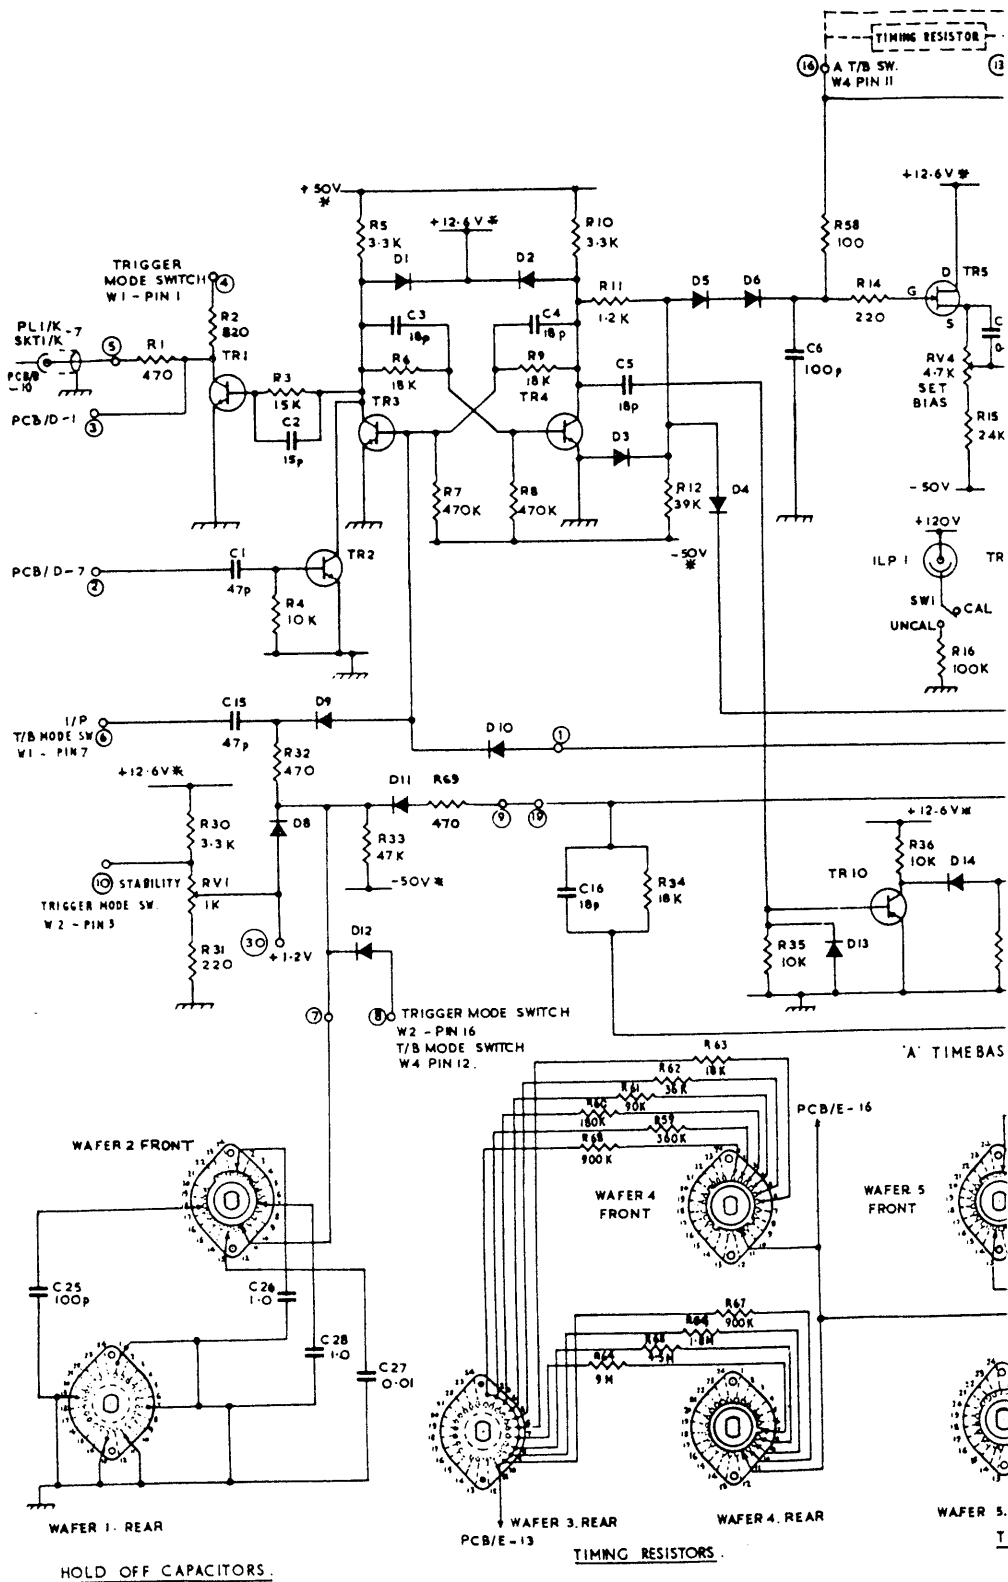 TIMING RESISTOR
16
A T/B SW.
W4 PIN 11
13
+12·6V*
+50V
*
R5
3.3K
+12·6V*
R10
3.3K
R58
100
D1
D2
TRIGGER
MODE SWITCH
W1 - PIN 1
4
D5
D6
R14
220
G
D
S
TR5
R11
1·2K
C3
18p
C4
18p
PL1/K-7
SKT1/K
5
R1
470
R2
820
TR1
PCB/B
-10
PCB/D-1
3
R3
15K
C2
15p
R6
18K
R9
18K
TR3
TR4
C5
18p
C6
100p
C
RV4
4·7K
SET
BIAS
R15
24K
D3
R7
470K
R8
470K
R12
39K
D4
-50V
-50V
*
+120V
ILP 1
TR
SW1
CAL
UNCAL
R16
100K
PCB/D-7
2
C1
47p
TR2
R4
10K
I/P
T/B MODE SW.
W1 - PIN 7
6
C15
47p
D9
D10
1
R32
470
+12·6V*
D11
R69
470
9
19
R30
3·3K
D8
R33
47K
-50V*
+12·6V*
R36
10K
D14
TR10
10
STABILITY
RV1
1K
TRIGGER MODE SW.
W2 - PIN 5
C16
18p
R34
18K
R31
220
30
+1·2V
D12
R35
10K
D13
7
8
TRIGGER MODE SWITCH
W2 - PIN 16
T/B MODE SWITCH
W4 PIN 12.
'A' TIMEBAS
R63
18K
R62
36K
R61
90K
R60
180K
R59
360K
R68
900K
PCB/E-16
WAFER 2 FRONT
WAFER 4
FRONT
WAFER 5
FRONT
C25
100p
C26
1·0
C28
1·0
C27
0·01
R67
900K
R66
1·8M
R65
4·5M
R64
9M
WAFER 1. REAR
WAFER 3. REAR
PCB/E-13
WAFER 4. REAR
WAFER 5.
HOLD OFF CAPACITORS.
TIMING RESISTORS.
T